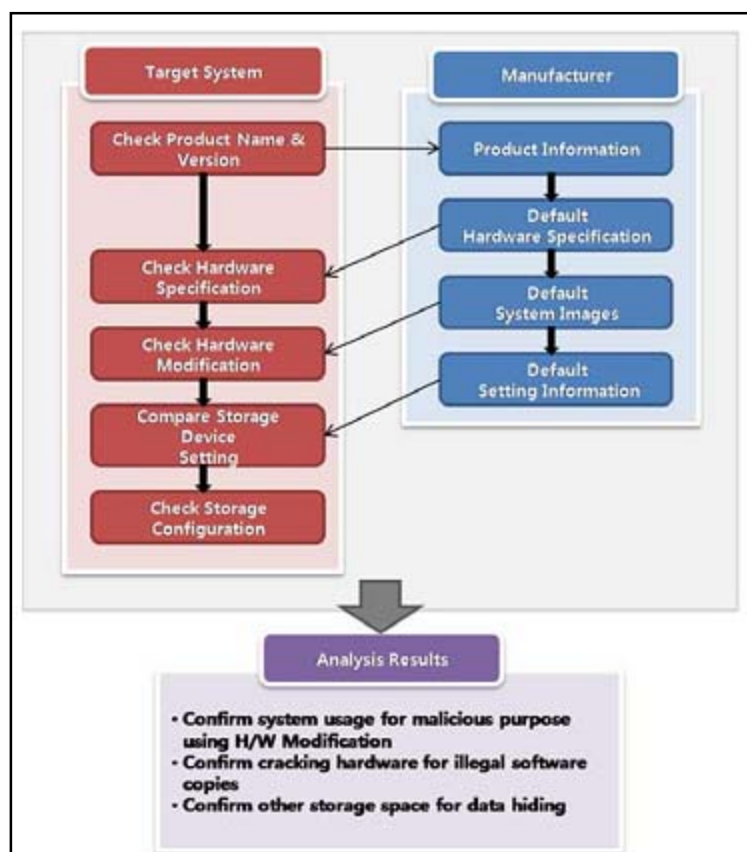 Target System
Check Product Name &
Version
Check Hardware
Specification
Check Hardware
Modification
Compare Storage
Device
Setting
Check Storage
Configuration
Manufacturer
Product Information
Default
Hardware Specification
Default
System Images
Default
Setting Information
Analysis Results
• Confirm system usage for malicious purpose
using H/W Modification
• Confirm cracking hardware for illegal software
copies
• Confirm other storage space for data hiding